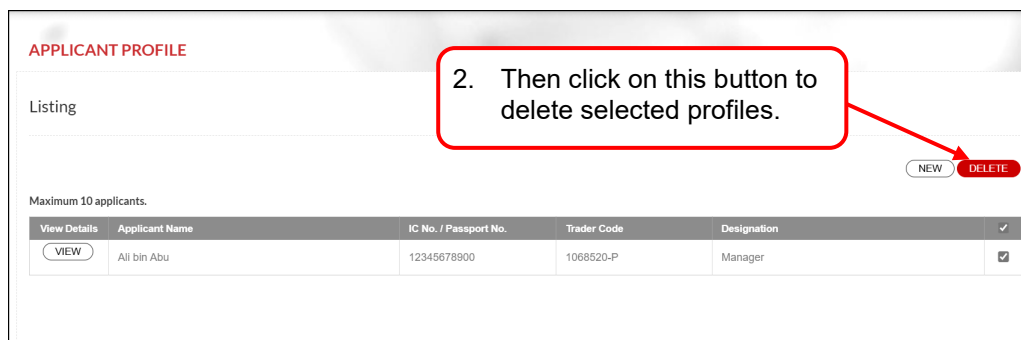 APPLICANT PROFILE
2. Then click on this button to
delete selected profiles.
Listing
NEW DELETE
Maximum 10 applicants.
View Details Applicant Name IC No. / Passport No. Trader Code Designation
VIEW Ali bin Abu 12345678900 1068520-P Manager